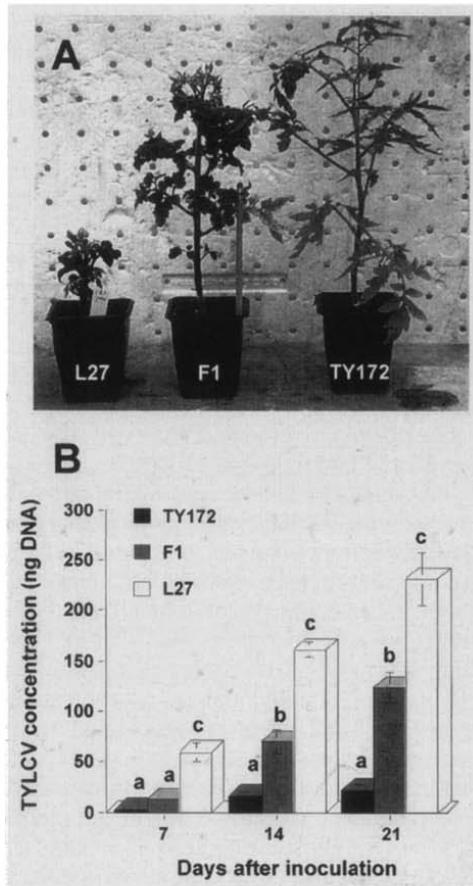 A
L27 F1 TY172
B
TYLCV concentration (ng DNA)
300
250
200
150
100
50
0
TY172
F1
L27
a a c
a b c
a b c
7 14 21
Days after inoculation